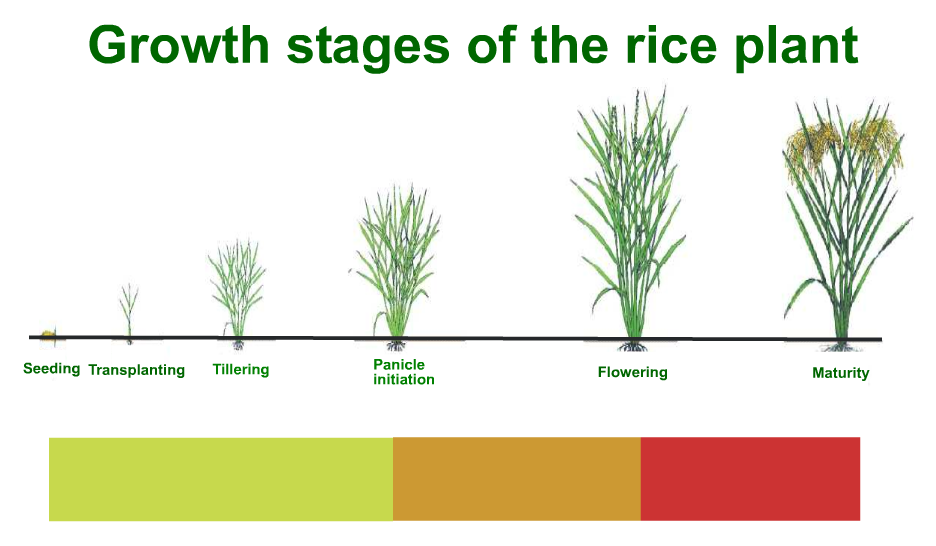 Growth stages of the rice plant
Seeding
Transplanting
Tillering
Panicle
initiation
Flowering
Maturity